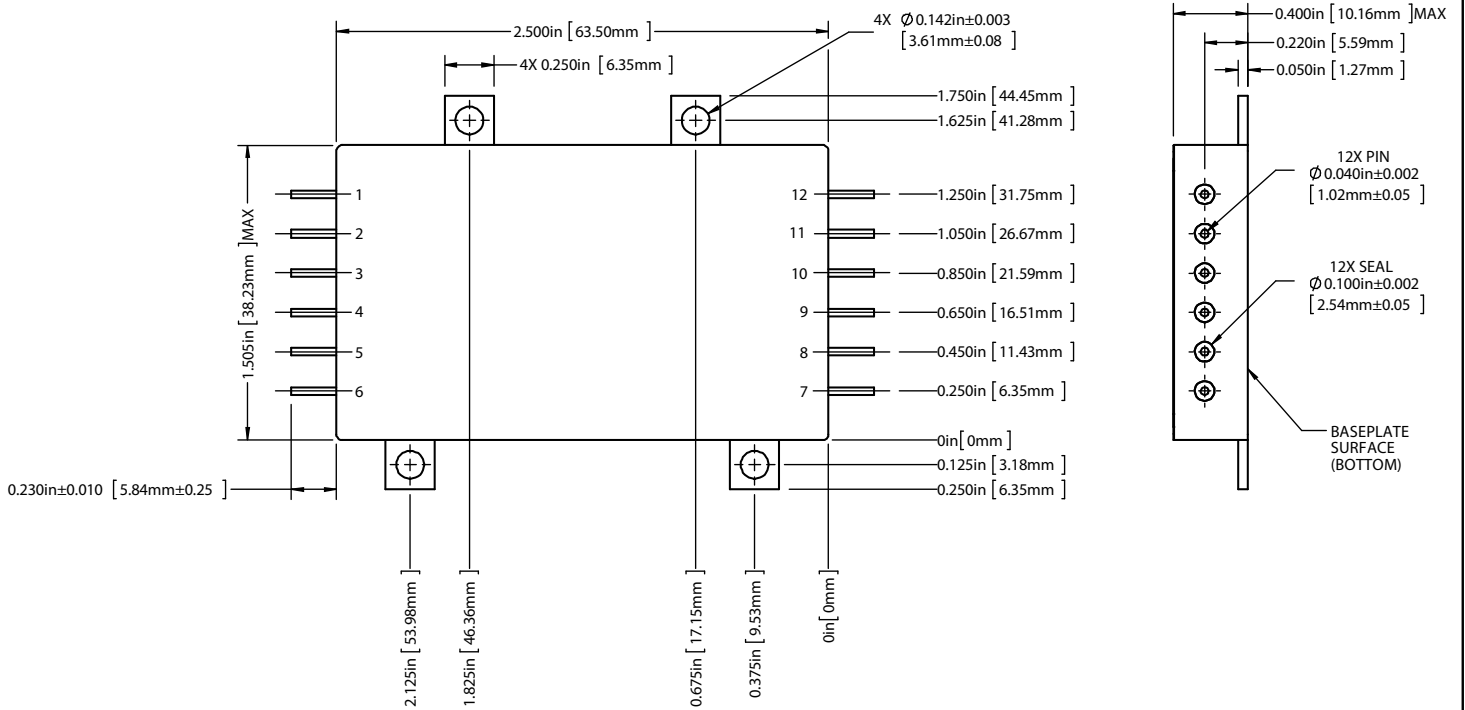 2.500in [63.50mm ]
4X Ø0.142in±0.003
[3.61mm±0.08 ]
4X 0.250in [6.35mm ]
1.750in [44.45mm ]
1.625in [41.28mm ]
1
2
3
4
5
6
12
11
10
9
8
7
1.250in [31.75mm ]
1.050in [26.67mm ]
0.850in [21.59mm ]
0.650in [16.51mm ]
0.450in [11.43mm ]
0.250in [6.35mm ]
0in[0mm ]
0.125in [3.18mm ]
0.250in [6.35mm ]
1.505in [38.23mm ]MAX
0.230in±0.010 [5.84mm±0.25 ]
2.125in [53.98mm ]
1.825in [46.36mm ]
0.675in [17.15mm ]
0.375in [9.53mm ]
0in[0mm ]
0.400in [10.16mm ]MAX
0.220in [5.59mm ]
0.050in [1.27mm ]
12X PIN
Ø0.040in±0.002
[1.02mm±0.05 ]
12X SEAL
Ø0.100in±0.002
[2.54mm±0.05 ]
BASEPLATE
SURFACE
(BOTTOM)